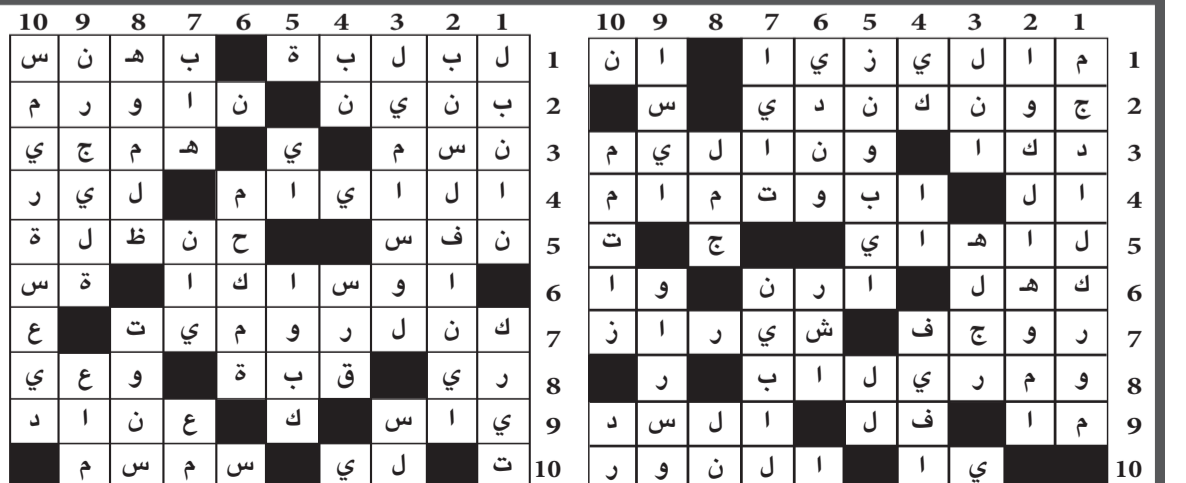 1 2 3 4 5 6 7 8 9 10
1 م ا ل ي ز ي ا ا ن
2 ج و ن ك ن د ي س
3 د ك ا و ن ا ل ي م
4 ا ل ا ب و ت م ا م
5 ل ا هـ ا ي ج ت
6 ك هـ ل ا ر ن و ا
7 ر و ج ف ش ي ر ا ز
8 و م ر ي ل ا ب ر
9 م ا ف ل ا ل س د
10 ي ا ا ل ن و ر
1 2 3 4 5 6 7 8 9 10
1 ل ب ل ب ة ب هـ ن س
2 ب ن ي ن ن ا و ر م
3 ن س م ي هـ م ج ي
4 ا ل ا ي ا م ل ي ر
5 ن ف س ح ن ظ ل ة
6 ا و س ا ك ا ة س
7 ك ن ل ر و م ي ت ع
8 ر ي ق ب ة و ع ي
9 ي ا س ك ع ن ا د
10 ت ل ي س م س م